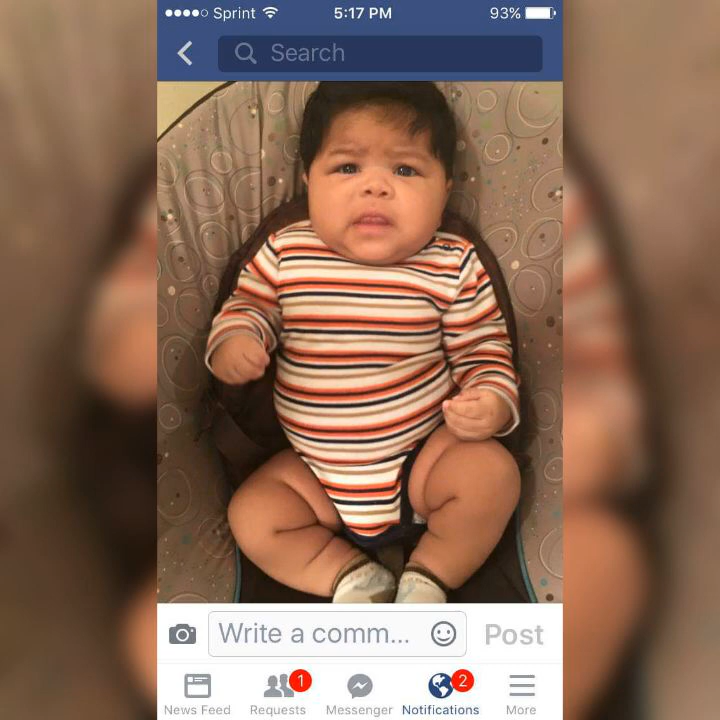 Sprint 5:17 PM 93%
Search
Write a comm... Post
1 2
News Feed Requests Messenger Notifications More